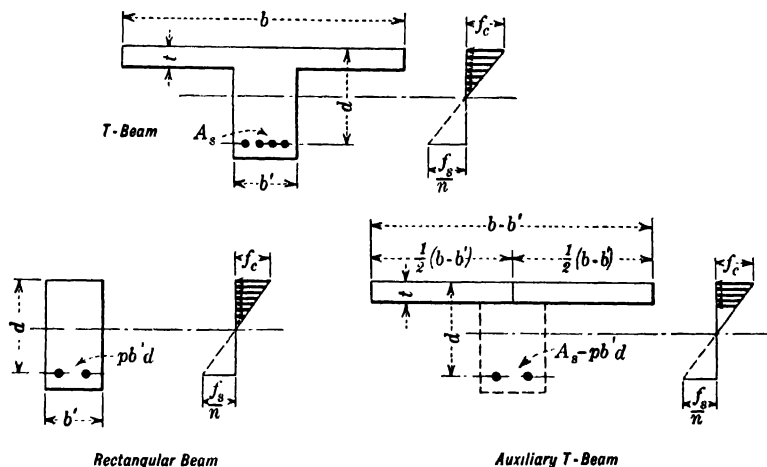 b
f_c
t
d
A_s
T-Beam
b'
f_s/n
b-b'
1/2(b-b')
1/2(b-b')
f_c
f_c
t
d
d
pb'd
A_s-pb'd
f_s/n
f_s/n
b'
Rectangular Beam
Auxiliary T-Beam